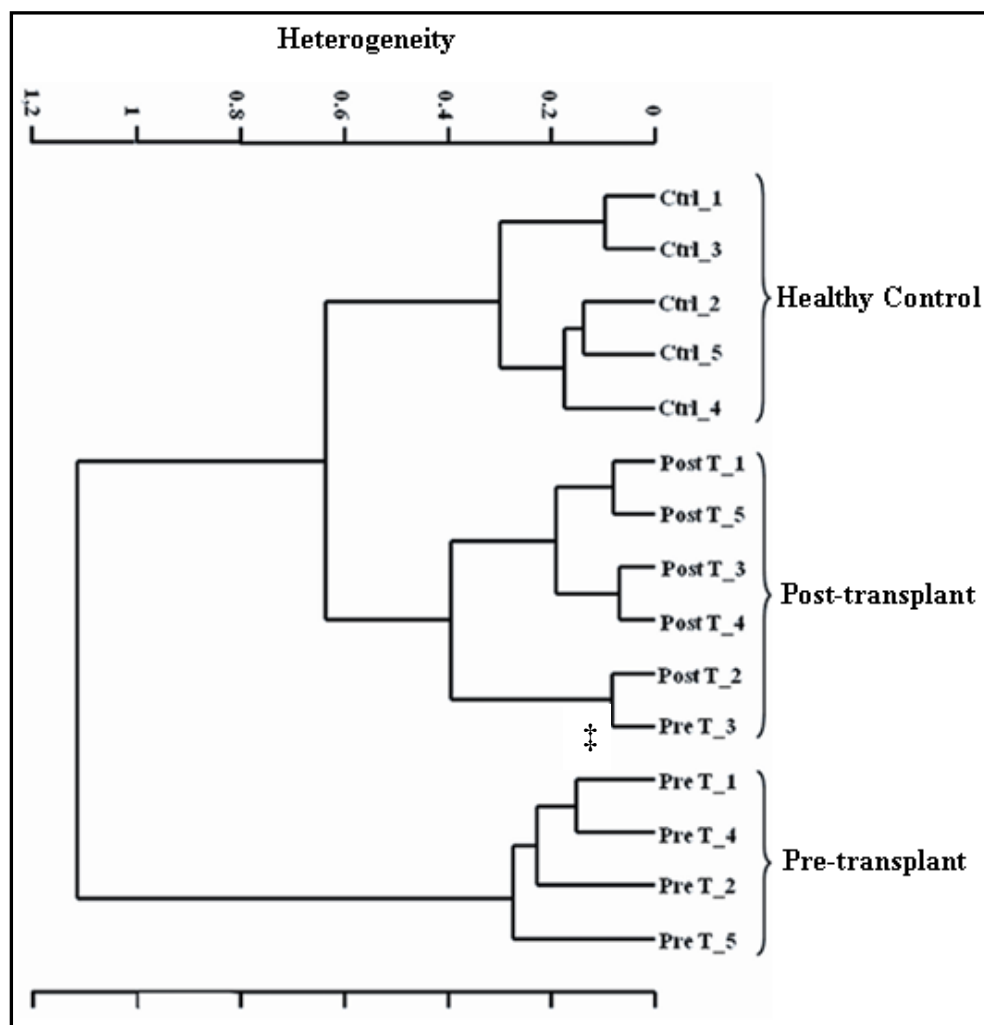 Heterogeneity
1,2 1 0.8 0.6 0.4 0.2 0
Ctrl_1
Ctrl_3
Ctrl_2
Healthy Control
Ctrl_5
Ctrl_4
Post T_1
Post T_5
Post T_3
Post-transplant
Post T_4
Post T_2
Pre T_3
‡
Pre T_1
Pre T_4
Pre-transplant
Pre T_2
Pre T_5